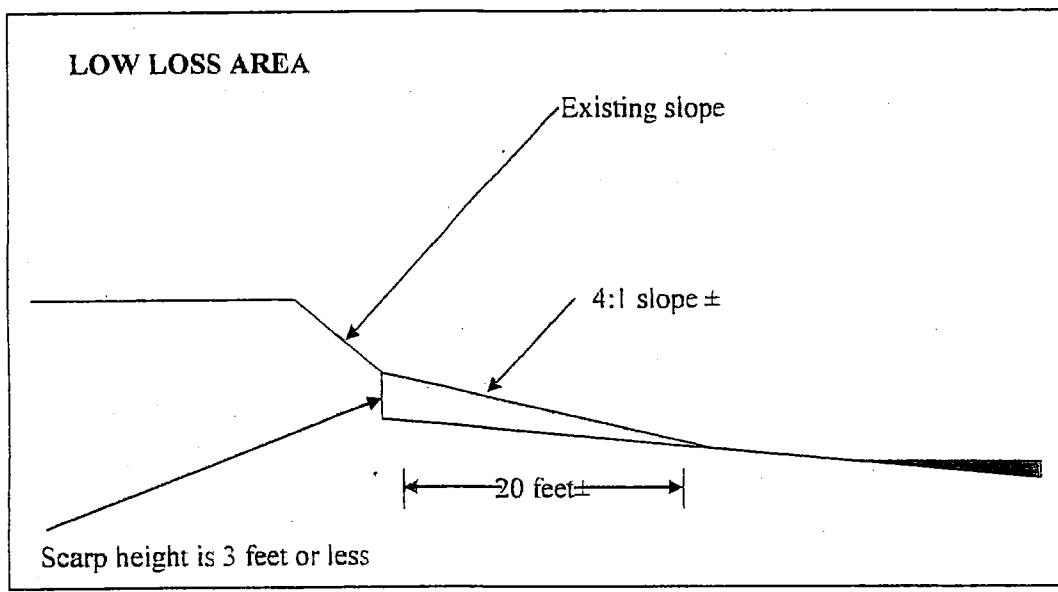 LOW LOSS AREA
Existing slope
4:1 slope ±
20 feet±
Scarp height is 3 feet or less